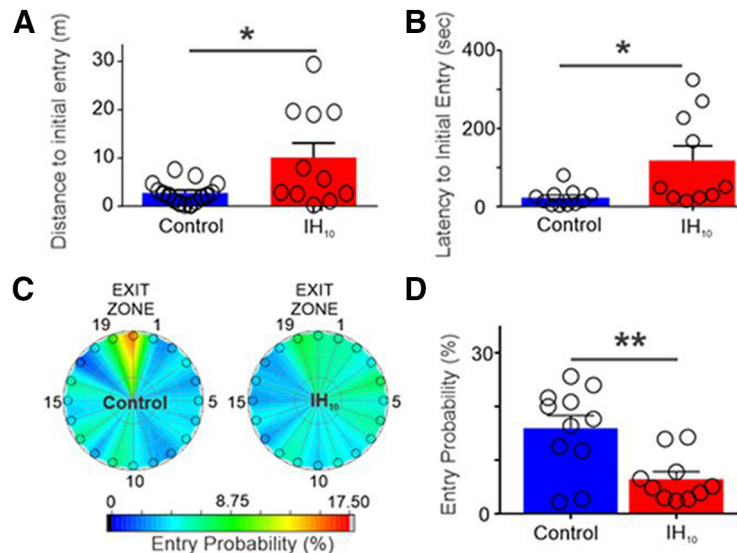 A
Distance to initial entry (m)
30
20
10
0
*
Control
IH10
B
Latency to Initial Entry (sec)
400
200
0
*
Control
IH10
C
EXIT
ZONE
19
1
15
Control
5
10
EXIT
ZONE
19
1
15
IH10
5
10
0
8.75
17.50
Entry Probability (%)
D
Entry Probability (%)
30
0
**
Control
IH10